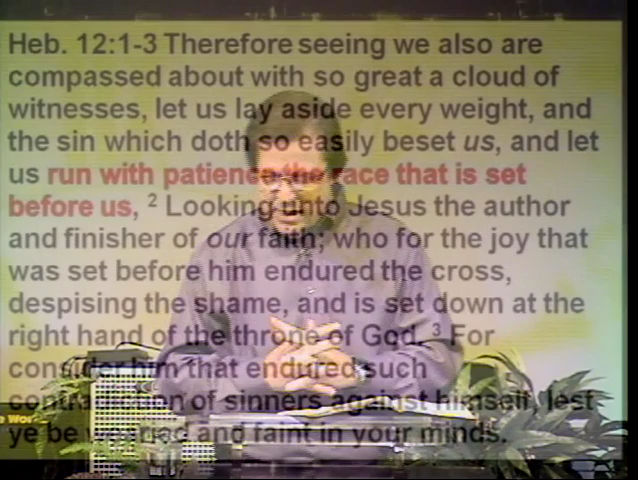 Heb. 12:1-3 Therefore seeing we also are
compassed about with so great a cloud of
witnesses, let us lay aside every weight, and
the sin which doth so easily beset us, and let
us run with patience the race that is set
before us, ² Looking unto Jesus the author
and finisher of our faith; who for the joy that
was set before him endured the cross,
despising the shame, and is set down at the
right hand of the throne of God. ³ For
consider him that endured such
contradiction of sinners against himself, lest
ye be wearied and faint in your minds.